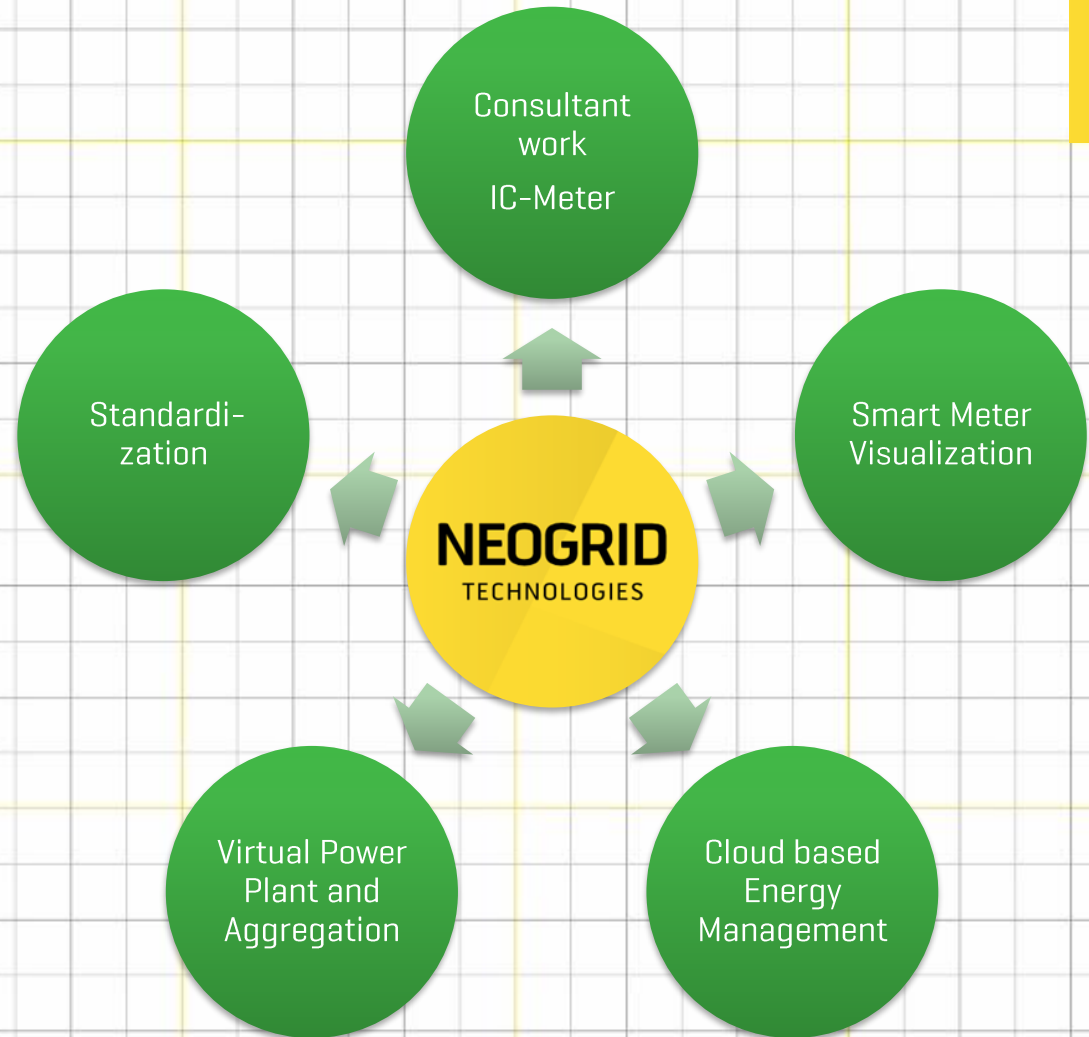 Consultant
work
IC-Meter
Standardi-
zation
Smart Meter
Visualization
NEOGRID
TECHNOLOGIES
Virtual Power
Plant and
Aggregation
Cloud based
Energy
Management